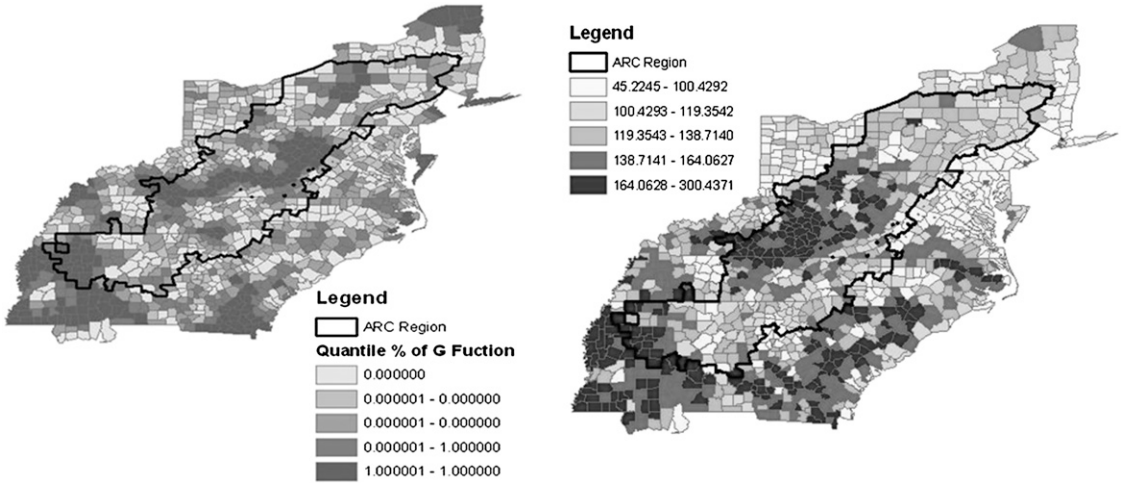 Legend
ARC Region
Quantile % of G Fuction
0.000000
0.000001 - 0.000000
0.000001 - 0.000000
0.000001 - 1.000000
1.000001 - 1.000000
Legend
ARC Region
45.2245 - 100.4292
100.4293 - 119.3542
119.3543 - 138.7140
138.7141 - 164.0627
164.0628 - 300.4371